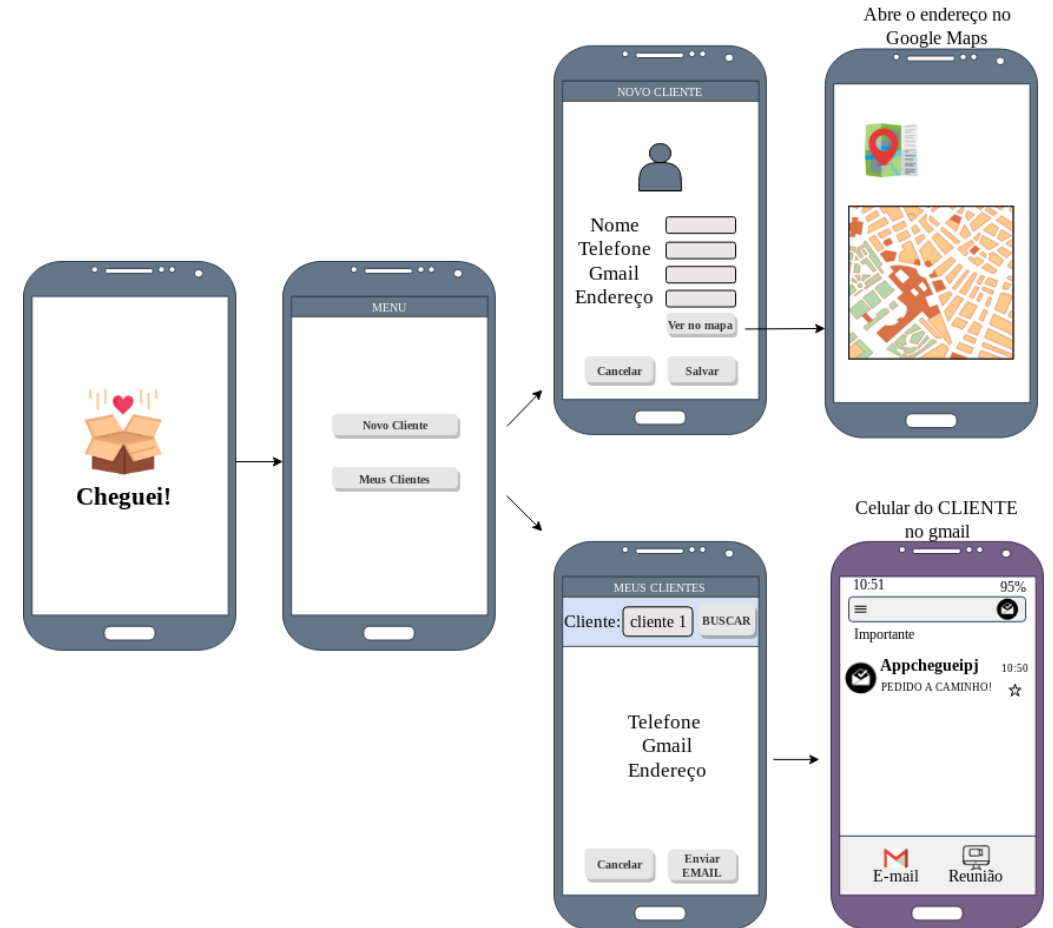 Cheguei!
MENU
Novo Cliente
Meus Clientes
NOVO CLIENTE
Nome
Telefone
Gmail
Endereço
Ver no mapa
Cancelar
Salvar
Abre o endereço no
Google Maps
MEUS CLIENTES
Cliente: cliente 1 BUSCAR
Telefone
Gmail
Endereço
Cancelar
Enviar
EMAIL
Celular do CLIENTE
no gmail
10:51 95%
Importante
Appchegueipj 10:50
PEDIDO A CAMINHO!
E-mail Reunião